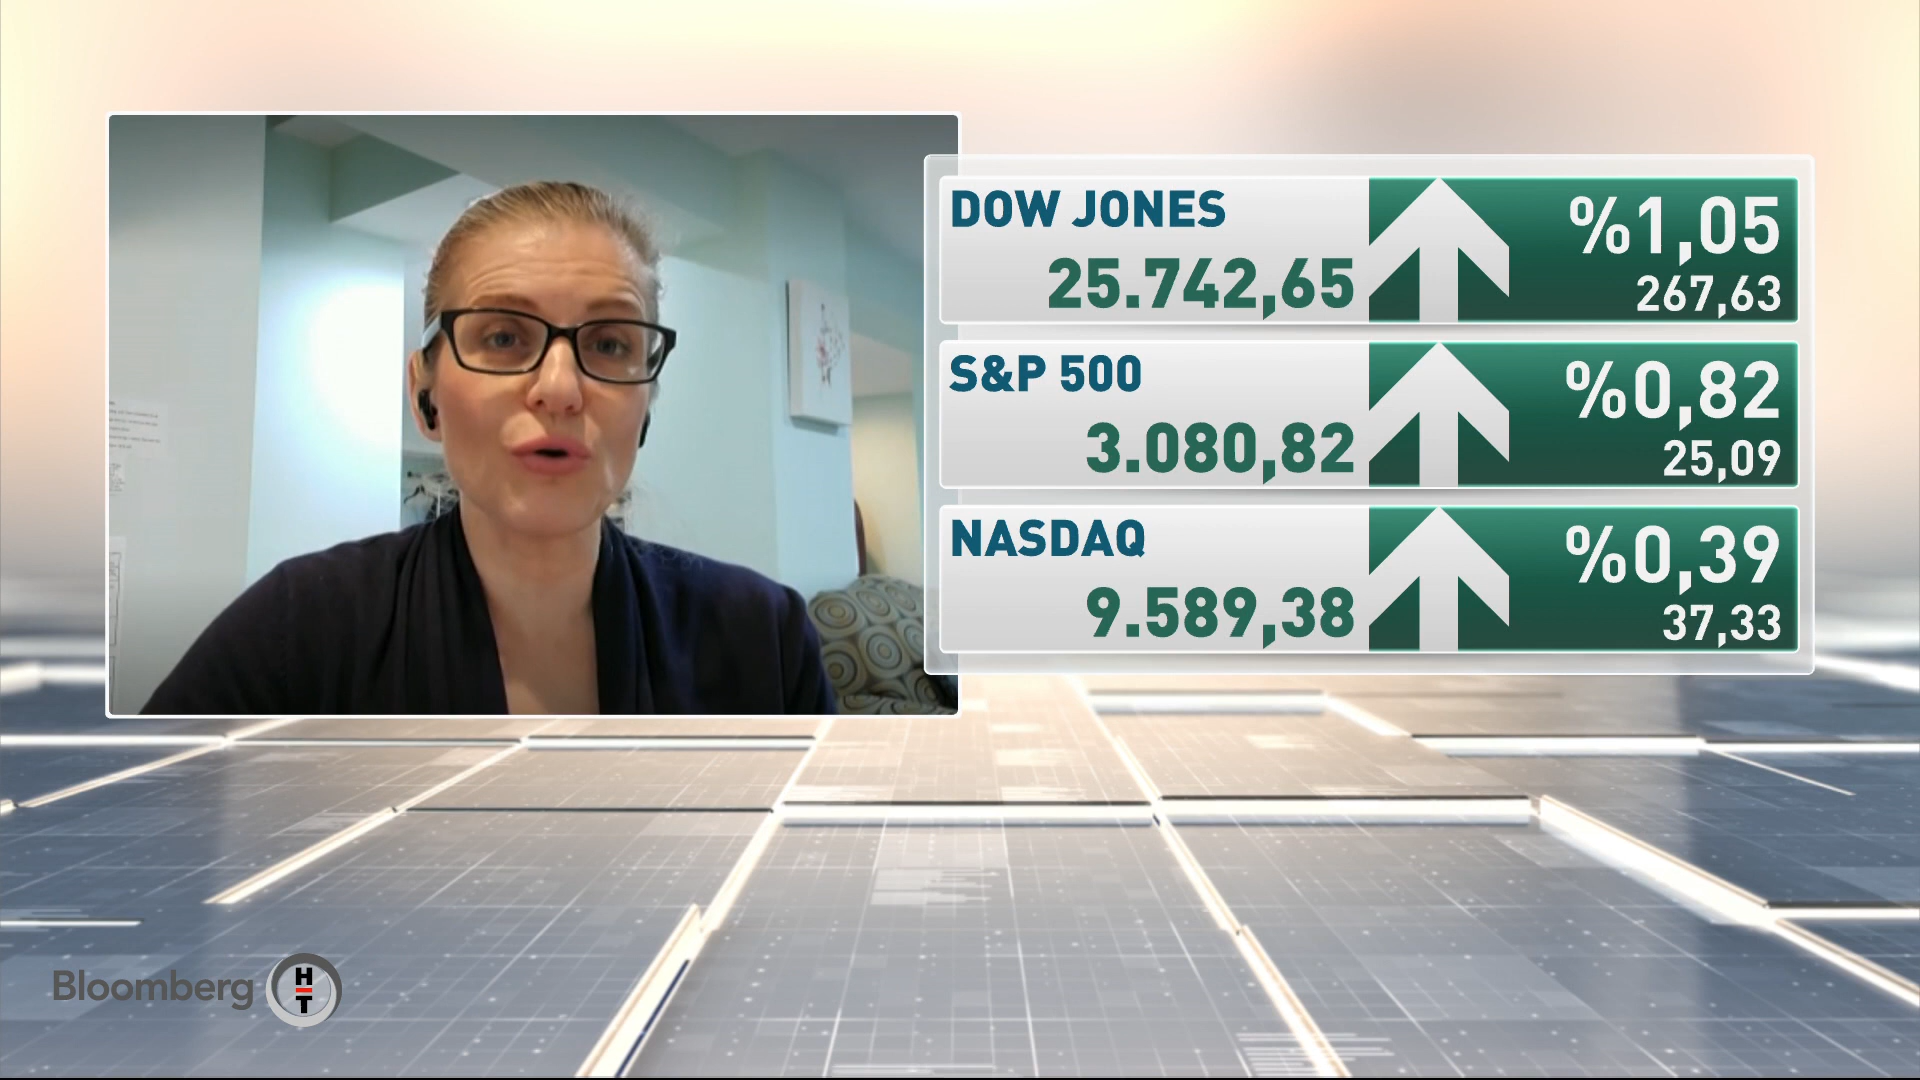 DOW JONES
25.742,65
%1,05
267,63
S&P 500
3.080,82
%0,82
25,09
NASDAQ
9.589,38
%0,39
37,33
Bloomberg HT